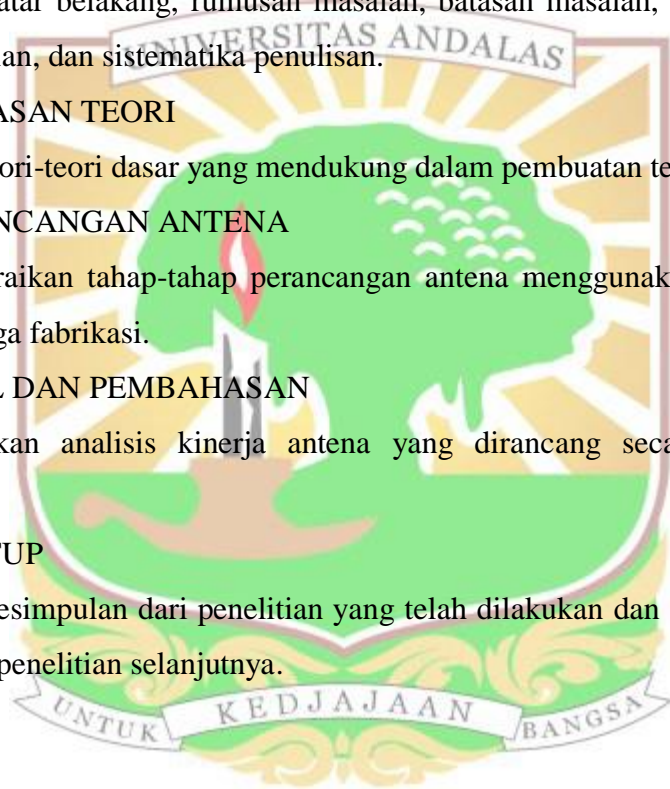 atar belakang, rumusan masalah, batasan masalah,
an, dan sistematika penulisan.
UNIVERSITAS ANDALAS
ASAN TEORI
ori-teori dasar yang mendukung dalam pembuatan te
NCANGAN ANTENA
raikan tahap-tahap perancangan antena menggunak
ga fabrikasi.
L DAN PEMBAHASAN
kan analisis kinerja antena yang dirancang seca
TUP
esimpulan dari penelitian yang telah dilakukan dan
penelitian selanjutnya.
UNTUK KEDJAJAAN BANGSA